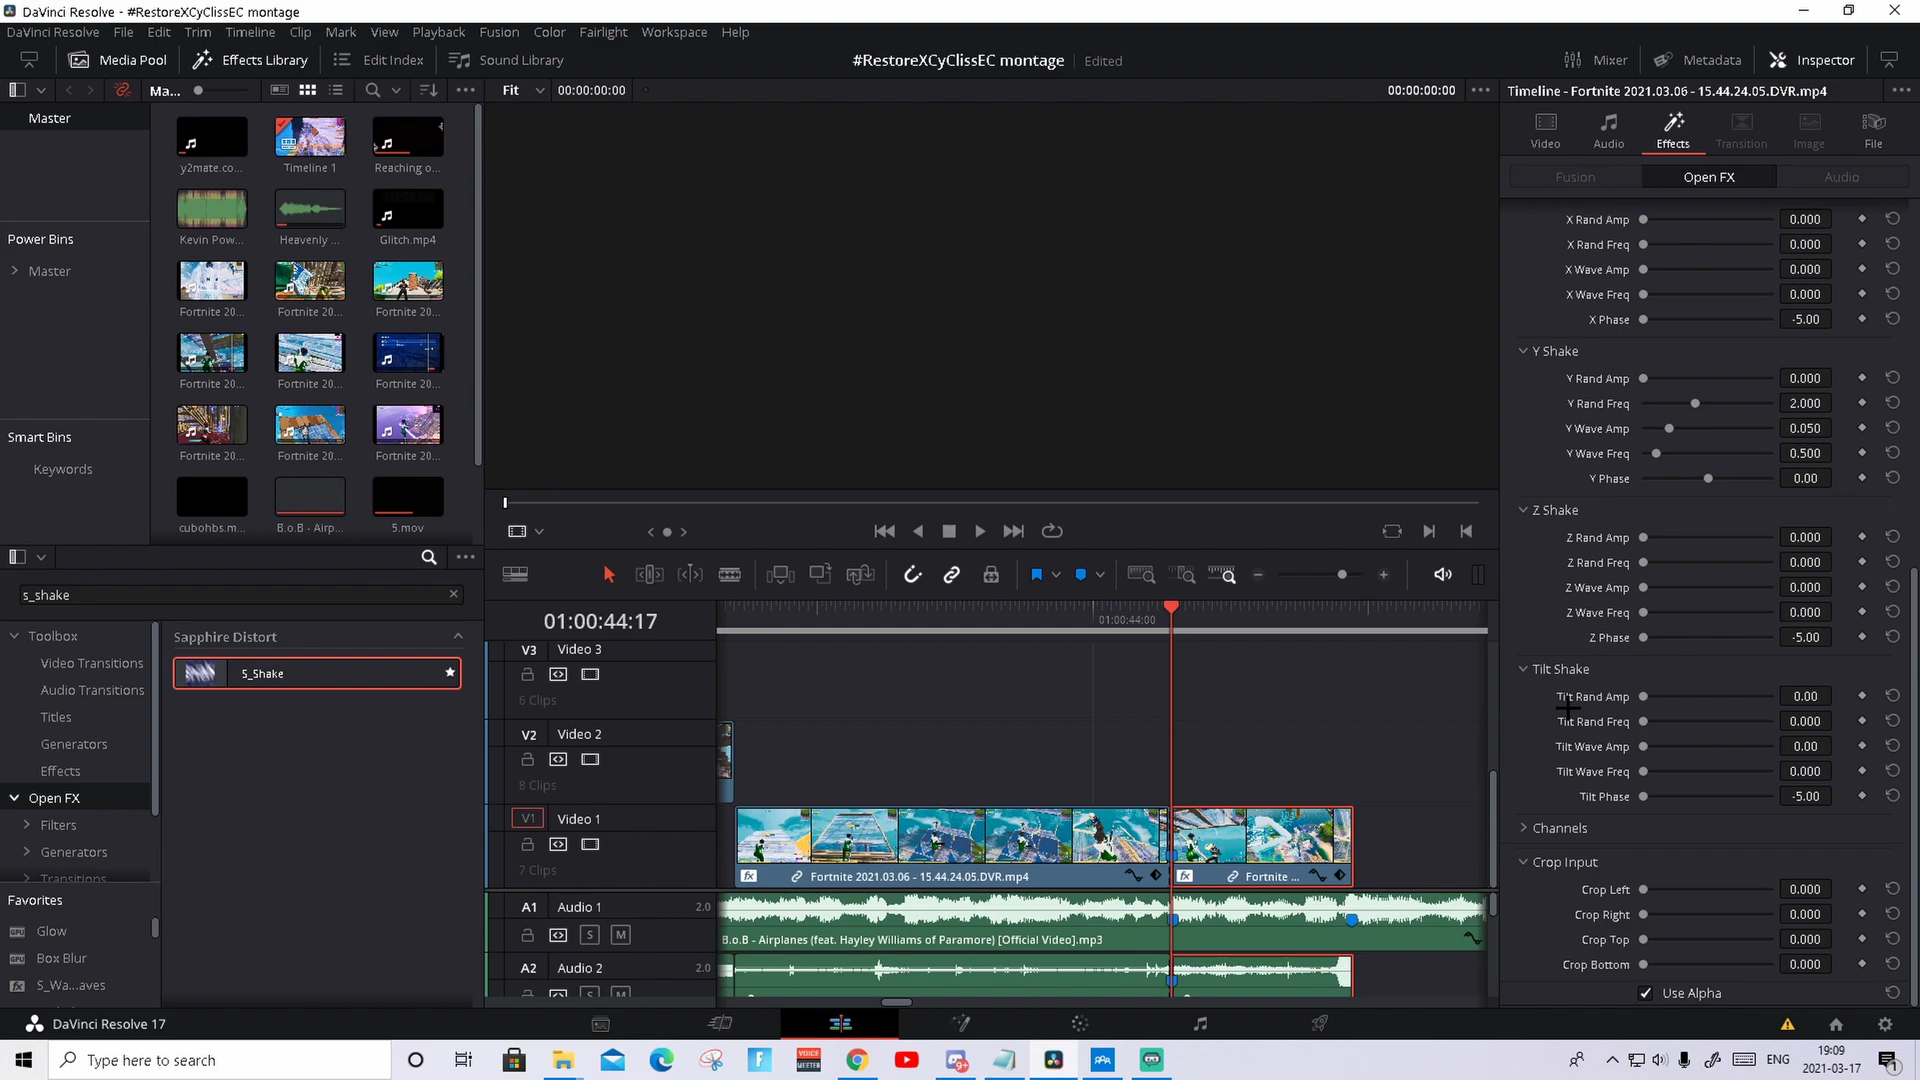 DaVinci Resolve - #RestoreXCyClissEC montage
DaVinci Resolve File Edit Trim Timeline Clip Mark View Playback Fusion Color Fairlight Workspace Help
Media Pool Effects Library Edit Index Sound Library #RestoreXCyClissEC montage Edited Mixer Metadata Inspector
Ma... Fit 00:00:00:00 00:00:00:00 Timeline - Fortnite 2021.03.06 - 15.44.24.05.DVR.mp4
Master
Video Audio Effects Transition Image File
y2mate.co... Timeline 1 Reaching o...
Fusion Open FX Audio
X Rand Amp 0.000
X Rand Freq 0.000
X Wave Amp 0.000
X Wave Freq 0.000
X Phase -5.00
Power Bins
Kevin Pow... Heavenly ... Glitch.mp4
Master
Fortnite 20... Fortnite 20... Fortnite 20...
Fortnite 20... Fortnite 20... Fortnite 20...
Smart Bins
Keywords
Fortnite 20... Fortnite 20... Fortnite 20...
cubohbs.m... B.o.B - Airp... 5.mov
Y Shake
Y Rand Amp 0.000
Y Rand Freq 2.000
Y Wave Amp 0.050
Y Wave Freq 0.500
Y Phase 0.00
Z Shake
Z Rand Amp 0.000
Z Rand Freq 0.000
Z Wave Amp 0.000
Z Wave Freq 0.000
Z Phase -5.00
Tilt Shake
Tilt Rand Amp 0.00
Tilt Rand Freq 0.000
Tilt Wave Amp 0.00
Tilt Wave Freq 0.000
Tilt Phase -5.00
Channels
Crop Input
Crop Left 0.000
Crop Right 0.000
Crop Top 0.000
Crop Bottom 0.000
Use Alpha
s_shake
Toolbox
Video Transitions
Audio Transitions
Titles
Generators
Effects
Open FX
Filters
Generators
Transitions
Sapphire Distort
S_Shake
Favorites
Glow
Box Blur
fx S_Wa...aves
01:00:44:17
01:00:44:00
V3 Video 3
6 Clips
V2 Video 2
8 Clips
V1 Video 1
7 Clips
fx Fortnite 2021.03.06 - 15.44.24.05.DVR.mp4 fx Fortnite ...
A1 Audio 1 2.0
S M
B.o.B - Airplanes (feat. Hayley Williams of Paramore) [Official Video].mp3
A2 Audio 2 2.0
S M
DaVinci Resolve 17
Type here to search
VOICE MEETER
ENG
19:09
2021-03-17